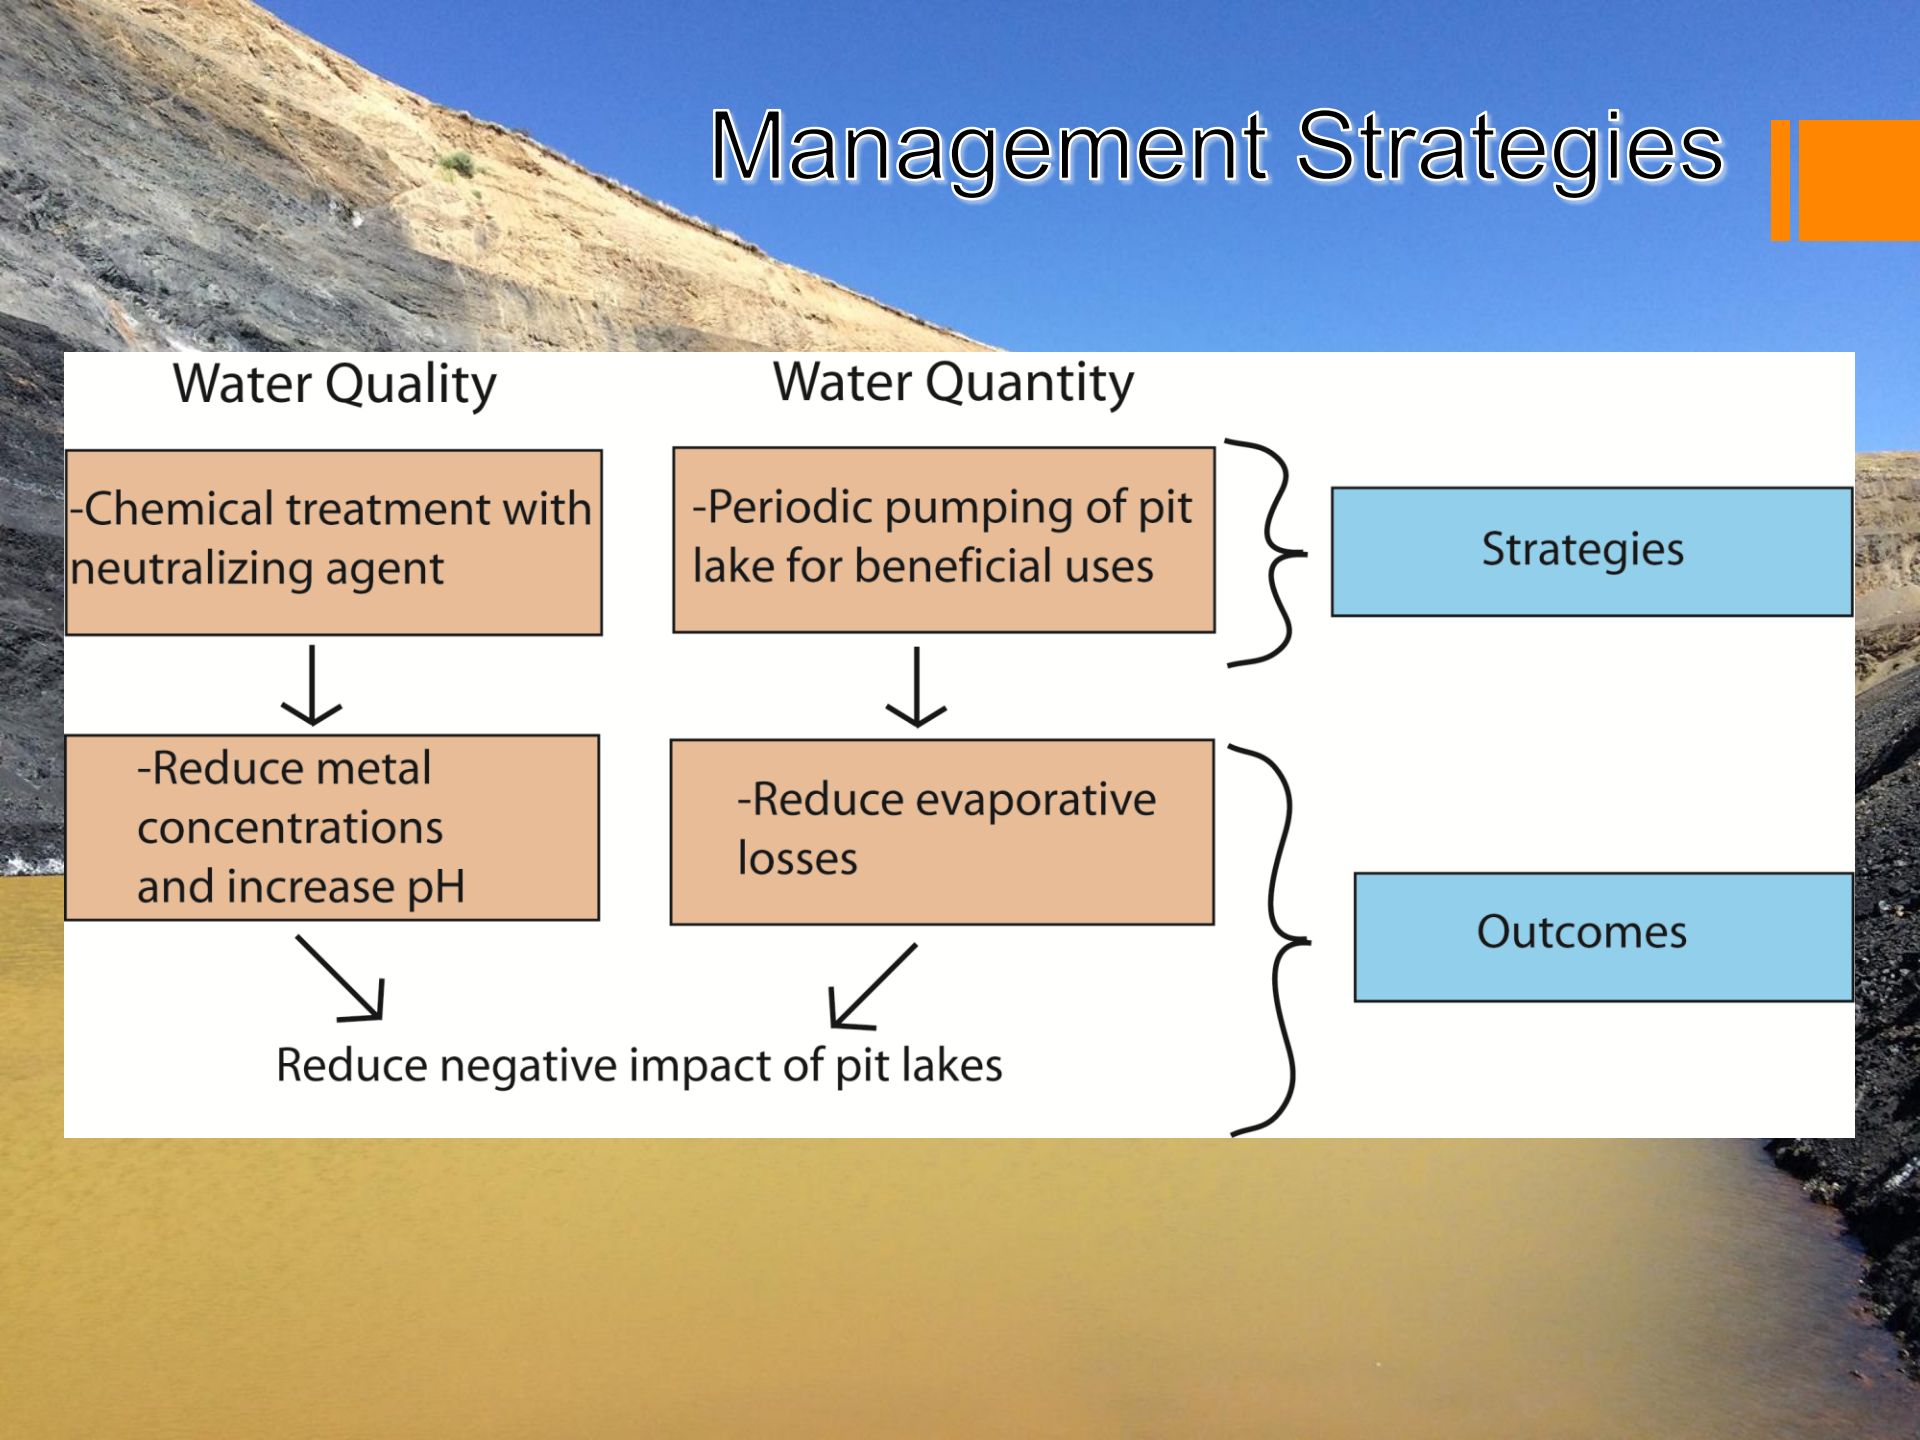 Management Strategies
Water Quality
Water Quantity
-Chemical treatment with
neutralizing agent
-Periodic pumping of pit
lake for beneficial uses
Strategies
-Reduce metal
concentrations
and increase pH
-Reduce evaporative
losses
Outcomes
Reduce negative impact of pit lakes